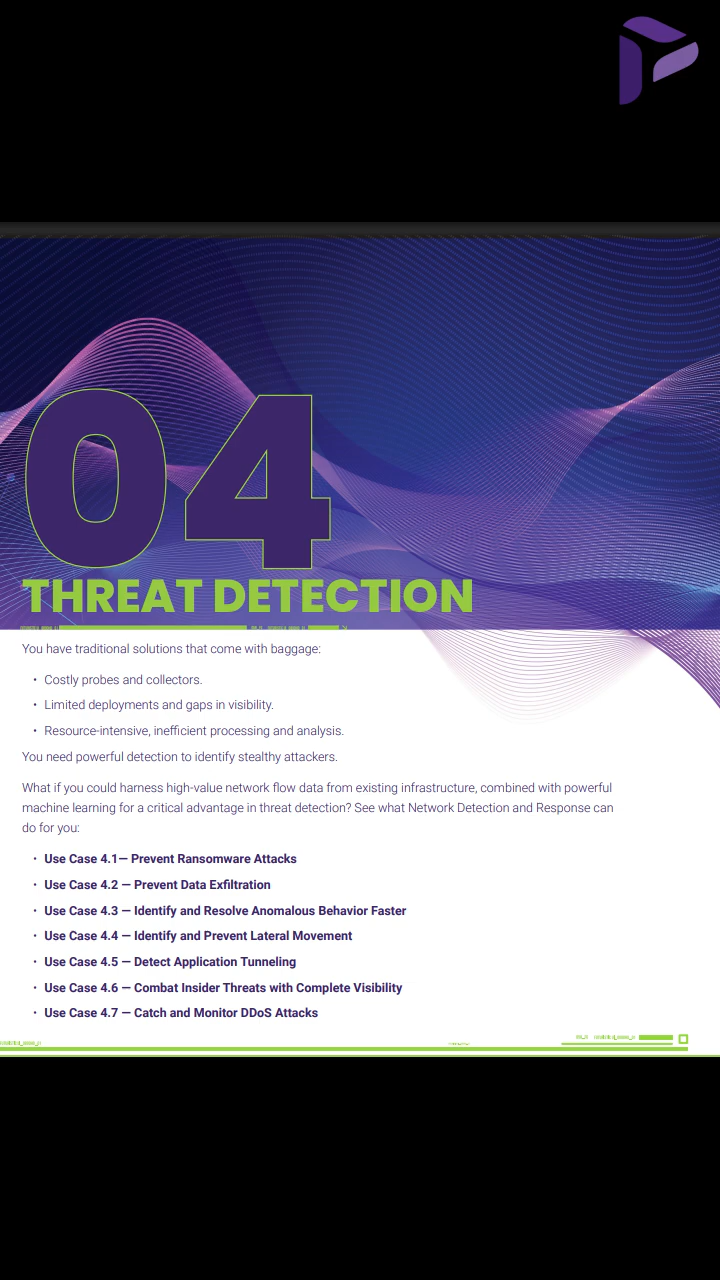 04
THREAT DETECTION
You have traditional solutions that come with baggage:
• Costly probes and collectors.
• Limited deployments and gaps in visibility.
• Resource-intensive, inefficient processing and analysis.
You need powerful detection to identify stealthy attackers.
What if you could harness high-value network flow data from existing infrastructure, combined with powerful
machine learning for a critical advantage in threat detection? See what Network Detection and Response can
do for you:
• Use Case 4.1— Prevent Ransomware Attacks
• Use Case 4.2 — Prevent Data Exfiltration
• Use Case 4.3 — Identify and Resolve Anomalous Behavior Faster
• Use Case 4.4 — Identify and Prevent Lateral Movement
• Use Case 4.5 — Detect Application Tunneling
• Use Case 4.6 — Combat Insider Threats with Complete Visibility
• Use Case 4.7 — Catch and Monitor DDoS Attacks